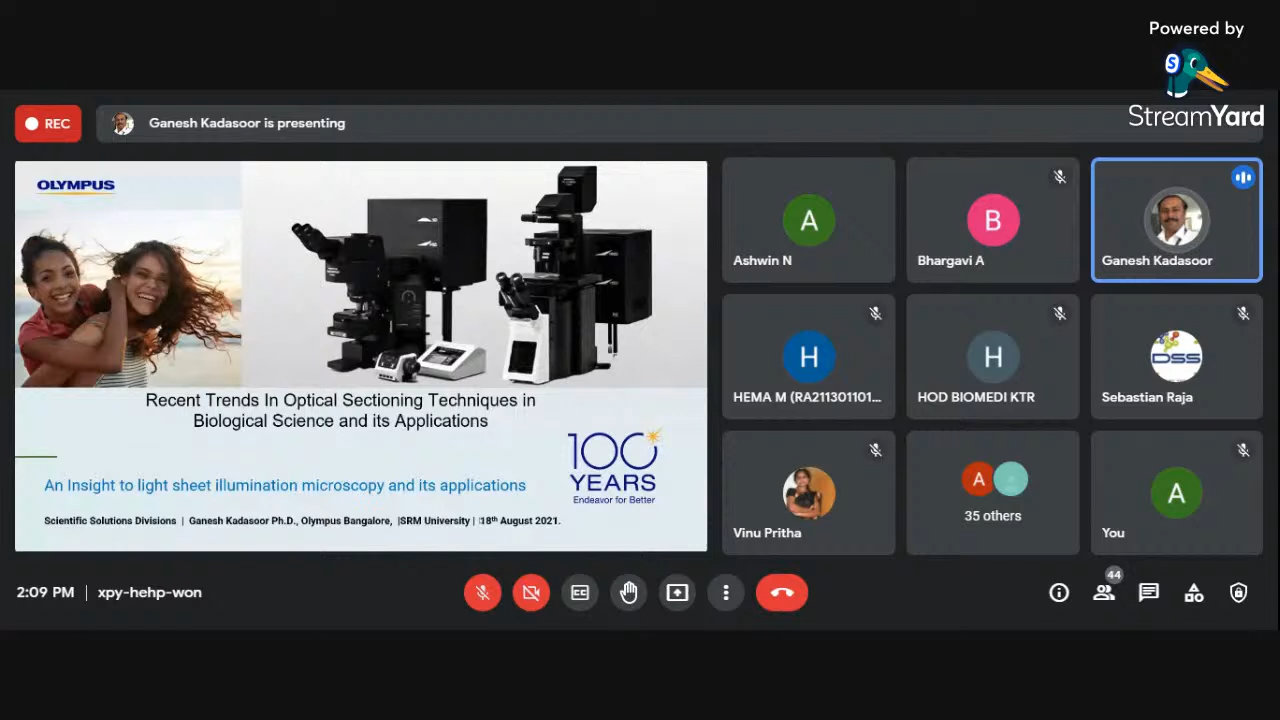 Powered by
StreamYard
REC
Ganesh Kadasoor is presenting
OLYMPUS
Recent Trends In Optical Sectioning Techniques in
Biological Science and its Applications
100
YEARS
Endeavor for Better
An Insight to light sheet illumination microscopy and its applications
Scientific Solutions Divisions | Ganesh Kadasoor Ph.D., Olympus Bangalore, |SRM University | 18th August 2021.
A
Ashwin N
B
Bhargavi A
Ganesh Kadasoor
H
HEMA M (RA211301101...
H
HOD BIOMEDI KTR
DSS
Sebastian Raja
Vinu Pritha
A
35 others
A
You
2:09 PM | xpy-hehp-won
CC
44